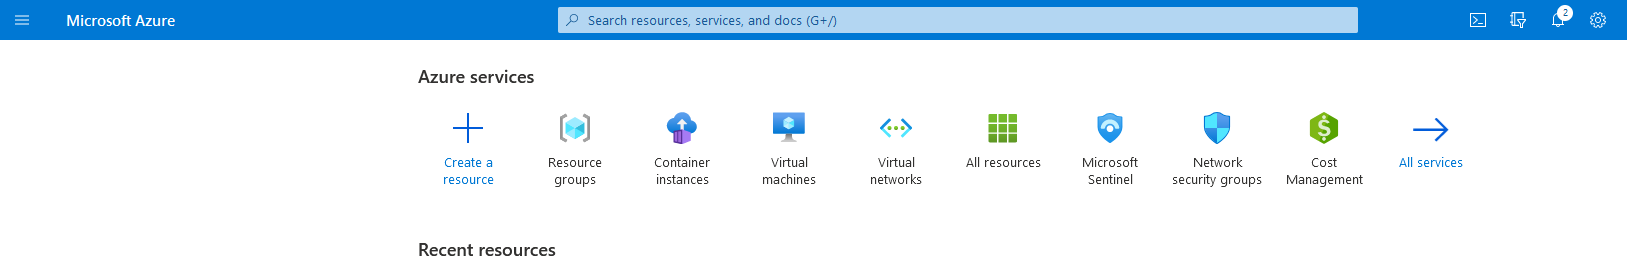 Microsoft Azure
Search resources, services, and docs (G+/)
2
Azure services
Create a
resource
Resource
groups
Container
instances
Virtual
machines
Virtual
networks
All resources
Microsoft
Sentinel
Network
security groups
Cost
Management
All services
Recent resources